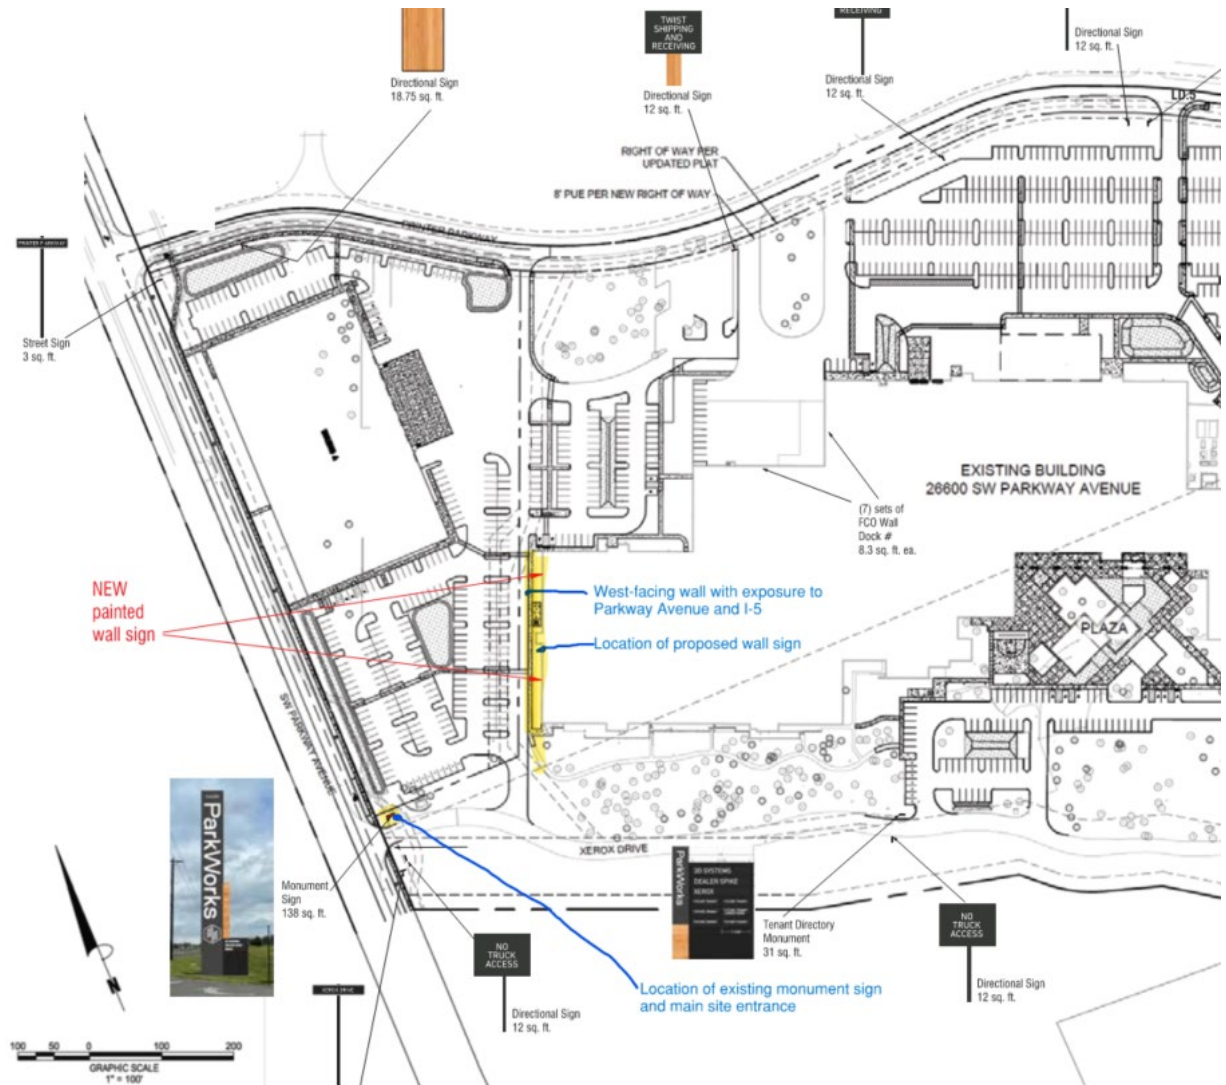 TWIST
SHIPPING
AND
RECEIVING
RECEIVING
Directional Sign
12 sq. ft.
Directional Sign
18.75 sq. ft.
Directional Sign
12 sq. ft.
Directional Sign
12 sq. ft.
RIGHT OF WAY PER
UPDATED PLAT
8' PUE PER NEW RIGHT OF WAY
PRINTER PARKWAY
Street Sign
3 sq. ft.
EXISTING BUILDING
26600 SW PARKWAY AVENUE
(7) sets of
FCO Wall
Dock #
8.3 sq. ft. ea.
NEW
painted
wall sign
West-facing wall with exposure to
Parkway Avenue and I-5
Location of proposed wall sign
PLAZA
SW PARKWAY AVENUE
XEROX DRIVE
ParkWorks
Monument
Sign
138 sq. ft.
ParkWorks
3D SYSTEMS
DEALER SPIKE
XEROX
Tenant Directory
Monument
31 sq. ft.
NO
TRUCK
ACCESS
Directional Sign
12 sq. ft.
NO
TRUCK
ACCESS
Directional Sign
12 sq. ft.
Location of existing monument sign
and main site entrance
XEROX DRIVE
N
100 50 0 100 200
GRAPHIC SCALE
1" = 100'